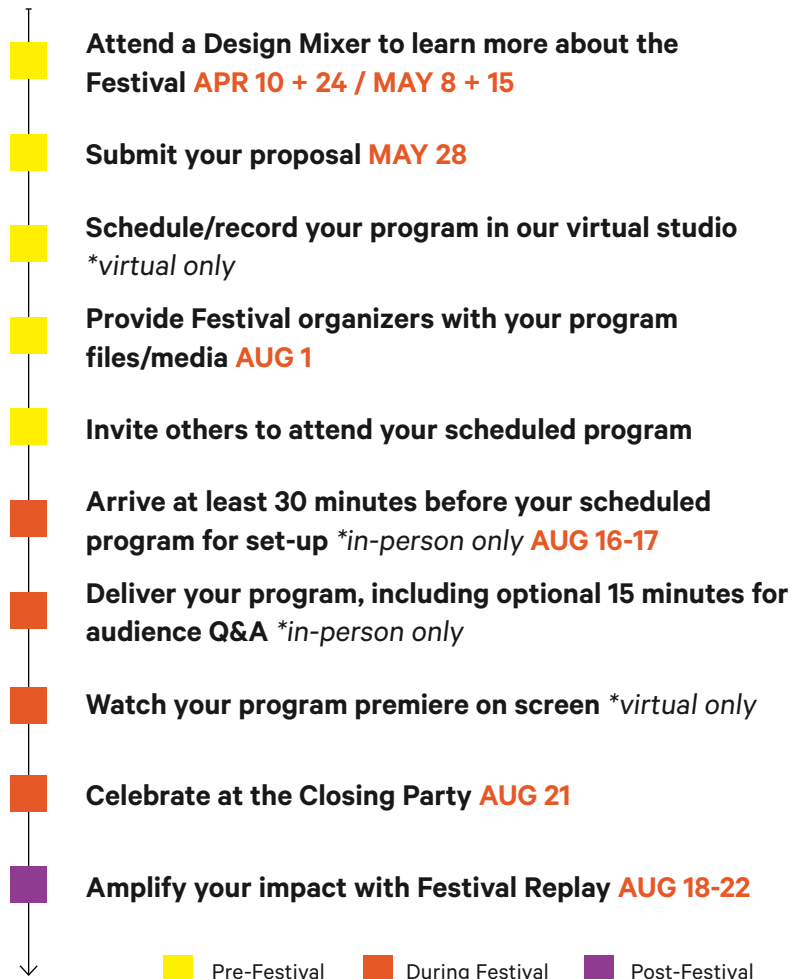 Attend a Design Mixer to learn more about the
Festival APR 10 + 24 / MAY 8 + 15
Submit your proposal MAY 28
Schedule/record your program in our virtual studio
*virtual only
Provide Festival organizers with your program
files/media AUG 1
Invite others to attend your scheduled program
Arrive at least 30 minutes before your scheduled
program for set-up *in-person only AUG 16-17
Deliver your program, including optional 15 minutes for
audience Q&A *in-person only
Watch your program premiere on screen *virtual only
Celebrate at the Closing Party AUG 21
Amplify your impact with Festival Replay AUG 18-22
Pre-Festival During Festival Post-Festival